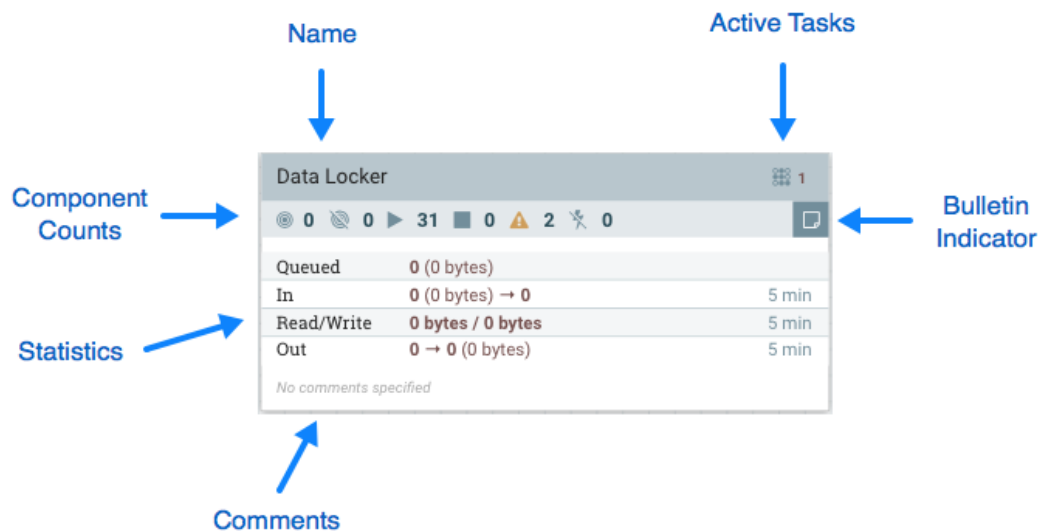 Name
Active Tasks
Data Locker
1
Component
Counts
0 0 31 0 2 0
Bulletin
Indicator
Queued 0 (0 bytes)
In 0 (0 bytes) → 0 5 min
Read/Write 0 bytes / 0 bytes 5 min
Statistics
Out 0 → 0 (0 bytes) 5 min
No comments specified
Comments